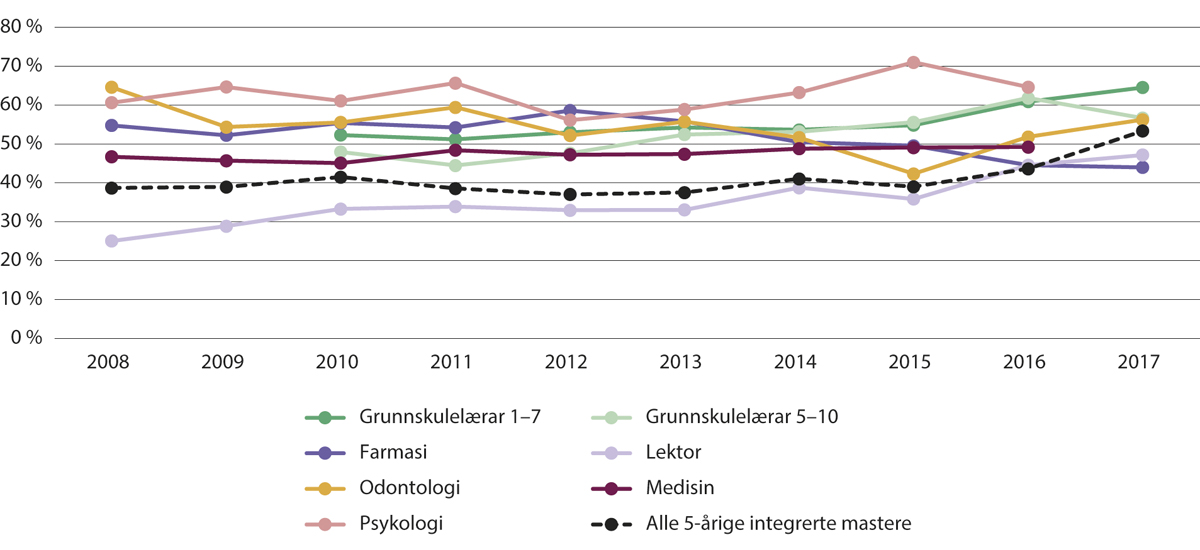 80 %
70 %
60 %
50 %
40 %
30 %
20 %
10 %
0 %
2008 2009 2010 2011 2012 2013 2014 2015 2016 2017
Grunnskulelærar 1–7 Grunnskulelærar 5–10
Farmasi Lektor
Odontologi Medisin
Psykologi Alle 5-årige integrerte mastere